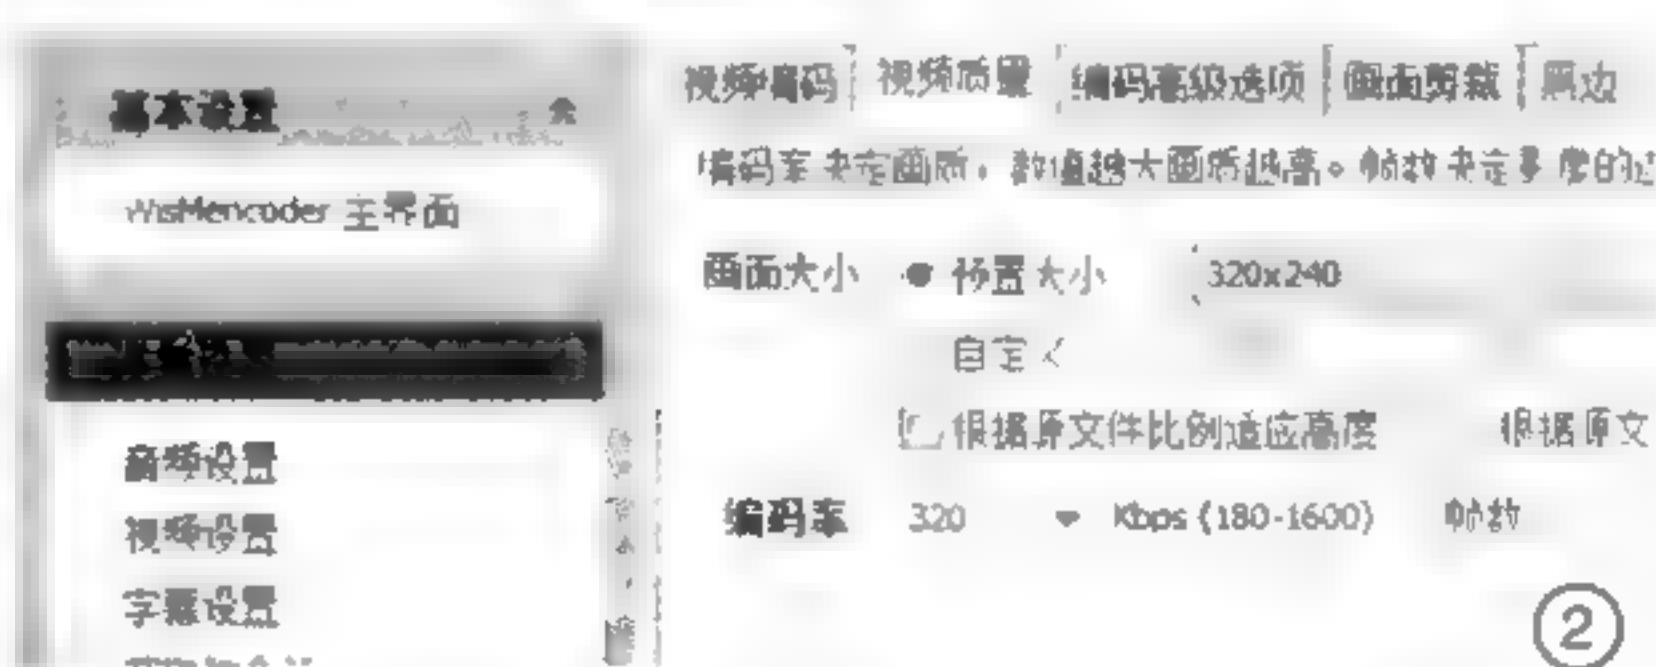 基本设置
WisMencoder 主界面
音频设置
视频设置
字幕设置
视频编码 视频质量 编码高级选项 画面剪裁 黑边
编码率决定画质，数值越大画质越高。帧数决定 度的
画面大小 预置大小 320x240
自定义
根据原文件比例适应高度 根据原文
编码率 320 Kbps (180-1600) 帧数
②